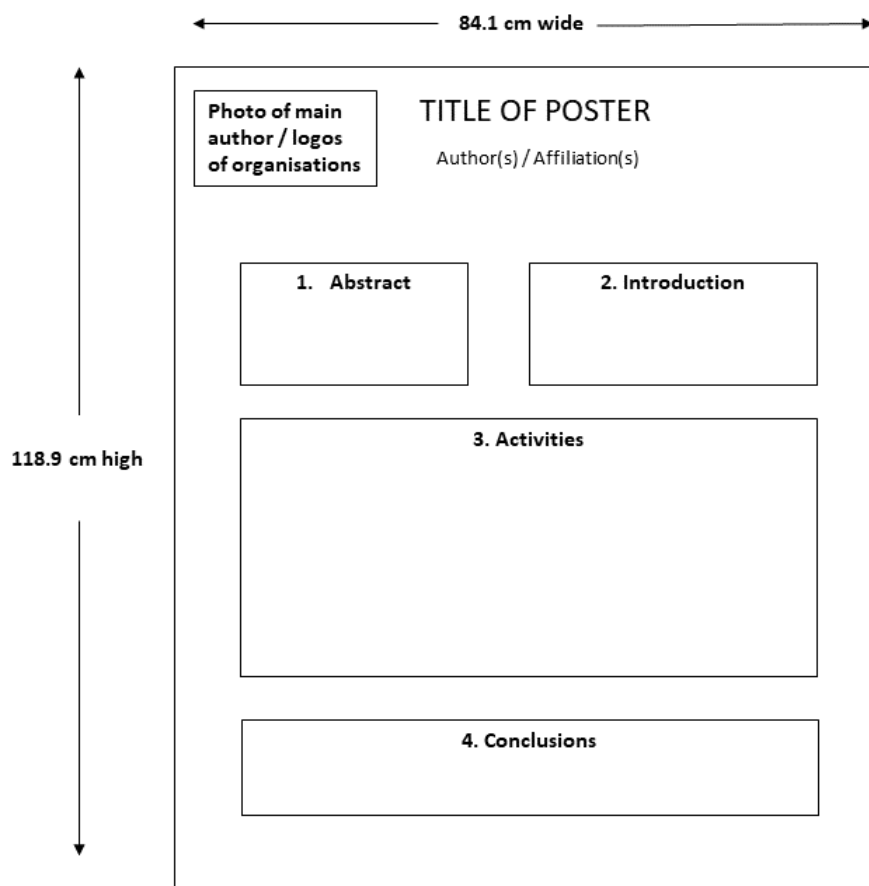 84.1 cm wide
Photo of main
author / logos
of organisations
TITLE OF POSTER
Author(s) / Affiliation(s)
1. Abstract
2. Introduction
3. Activities
118.9 cm high
4. Conclusions